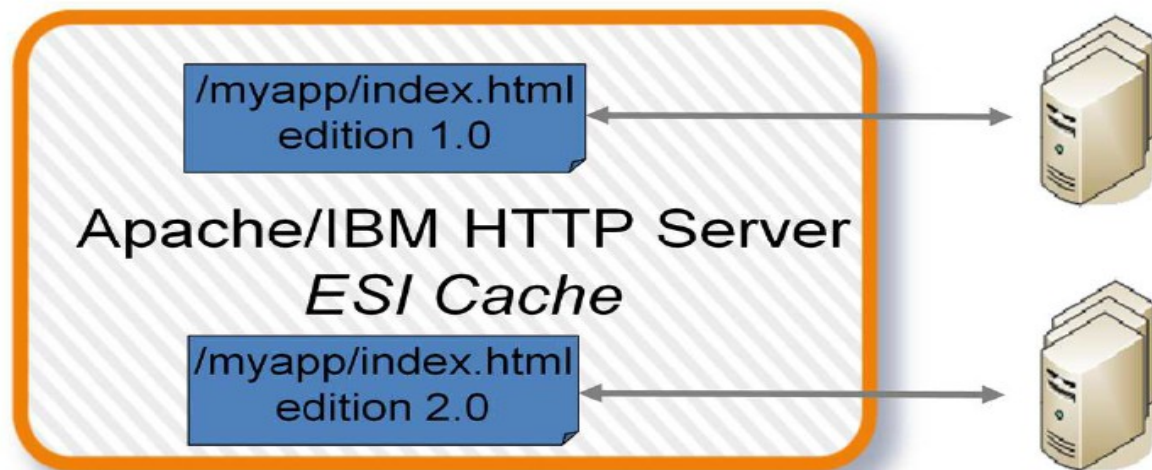 /myapp/index.html
edition 1.0
Apache/IBM HTTP Server
ESI Cache
/myapp/index.html
edition 2.0